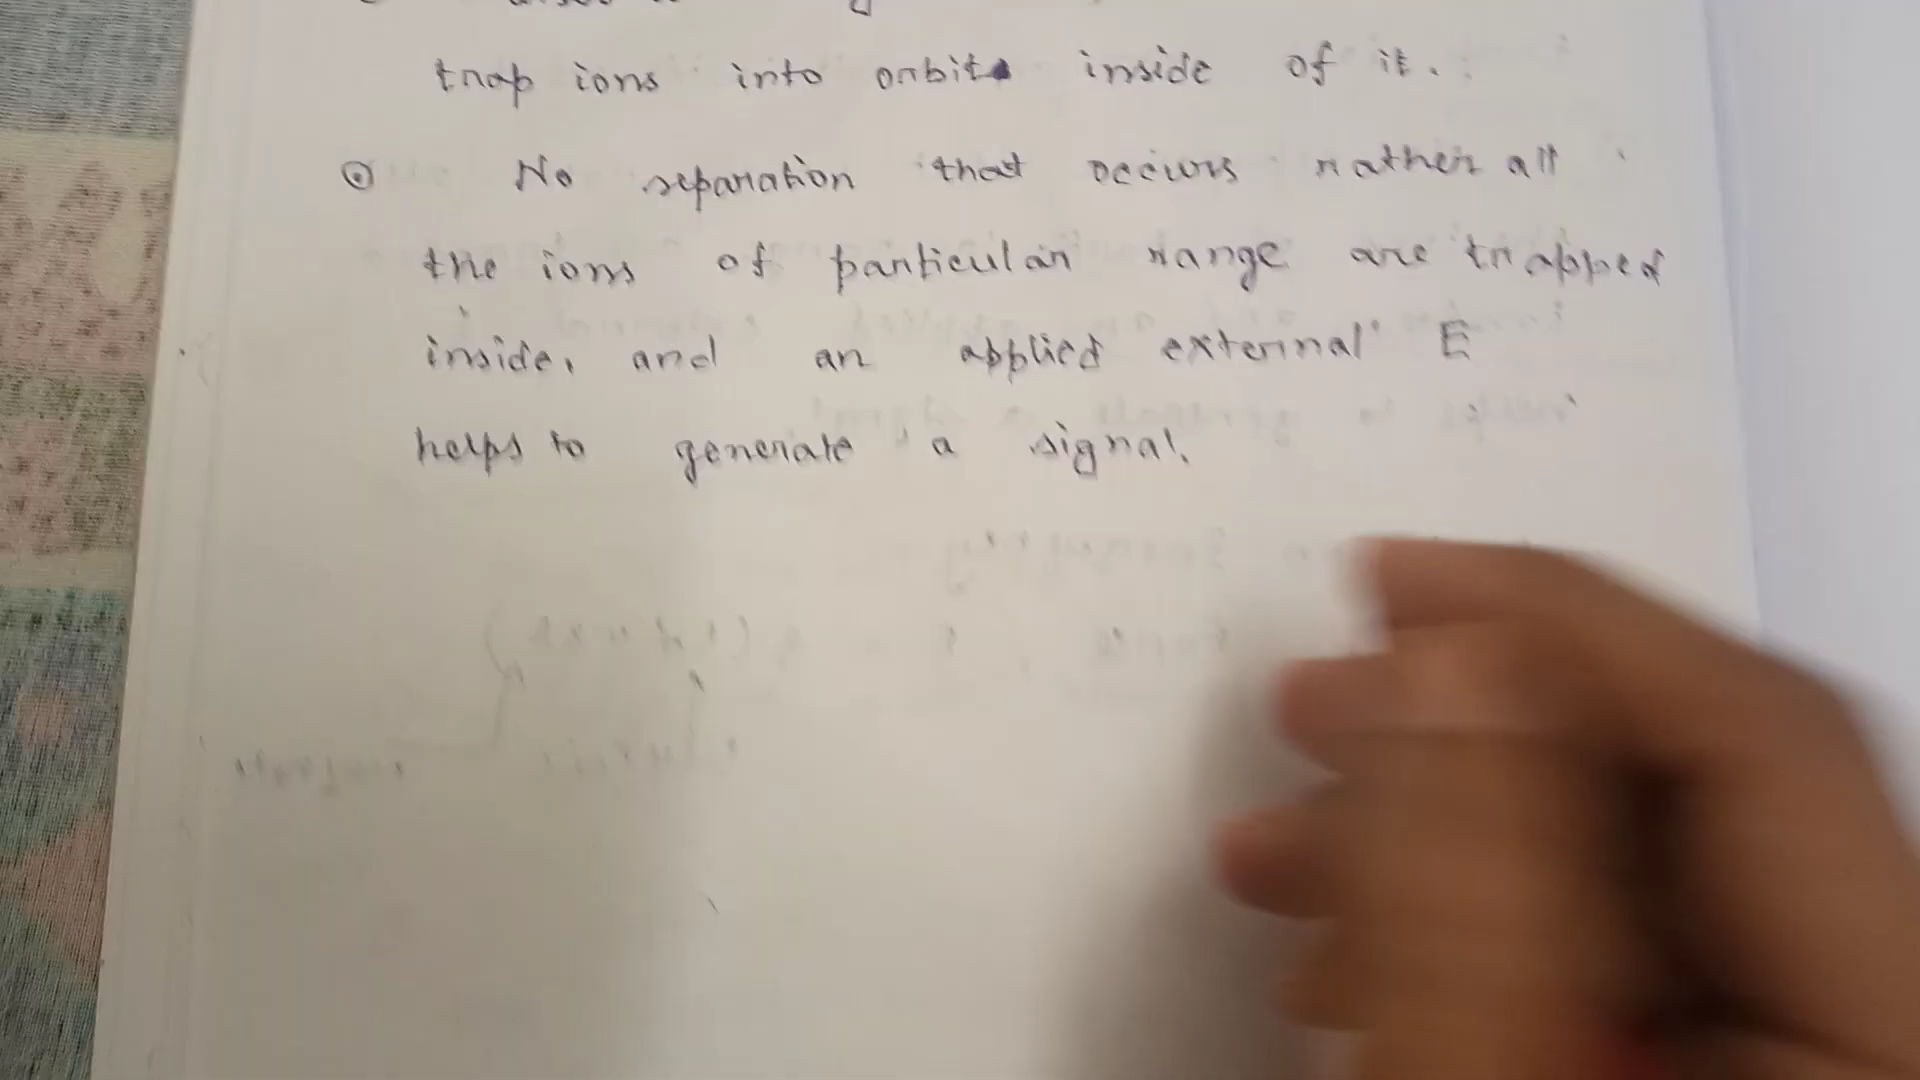 trap ions into orbit inside of it.
⊙ No separation that occurs rather all
the ions of particular range are trapped
inside, and an applied external E
helps to generate a signal.